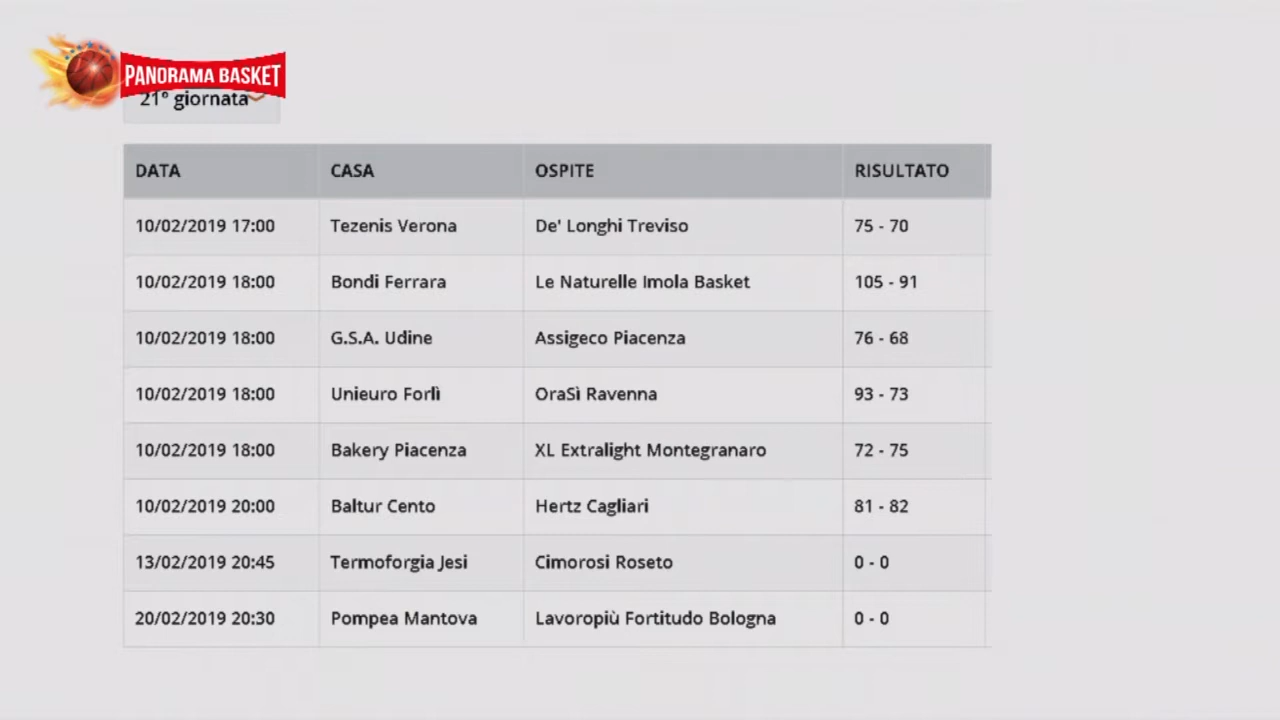 PANORAMA BASKET
21° giornata
DATA CASA OSPITE RISULTATO
10/02/2019 17:00 Tezenis Verona De' Longhi Treviso 75 - 70
10/02/2019 18:00 Bondi Ferrara Le Naturelle Imola Basket 105 - 91
10/02/2019 18:00 G.S.A. Udine Assigeco Piacenza 76 - 68
10/02/2019 18:00 Unieuro Forlì OraSì Ravenna 93 - 73
10/02/2019 18:00 Bakery Piacenza XL Extralight Montegranaro 72 - 75
10/02/2019 20:00 Baltur Cento Hertz Cagliari 81 - 82
13/02/2019 20:45 Termoforgia Jesi Cimorosi Roseto 0 - 0
20/02/2019 20:30 Pompea Mantova Lavoropiù Fortitudo Bologna 0 - 0